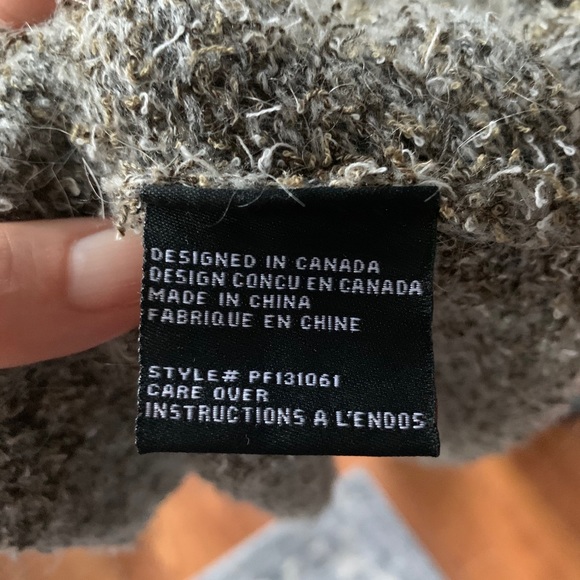 DESIGNED IN CANADA
DESIGN CONCU EN CANADA
MADE IN CHINA
FABRIQUE EN CHINE
STYLE# PF131061
CARE OVER
INSTRUCTIONS A L'ENDOS